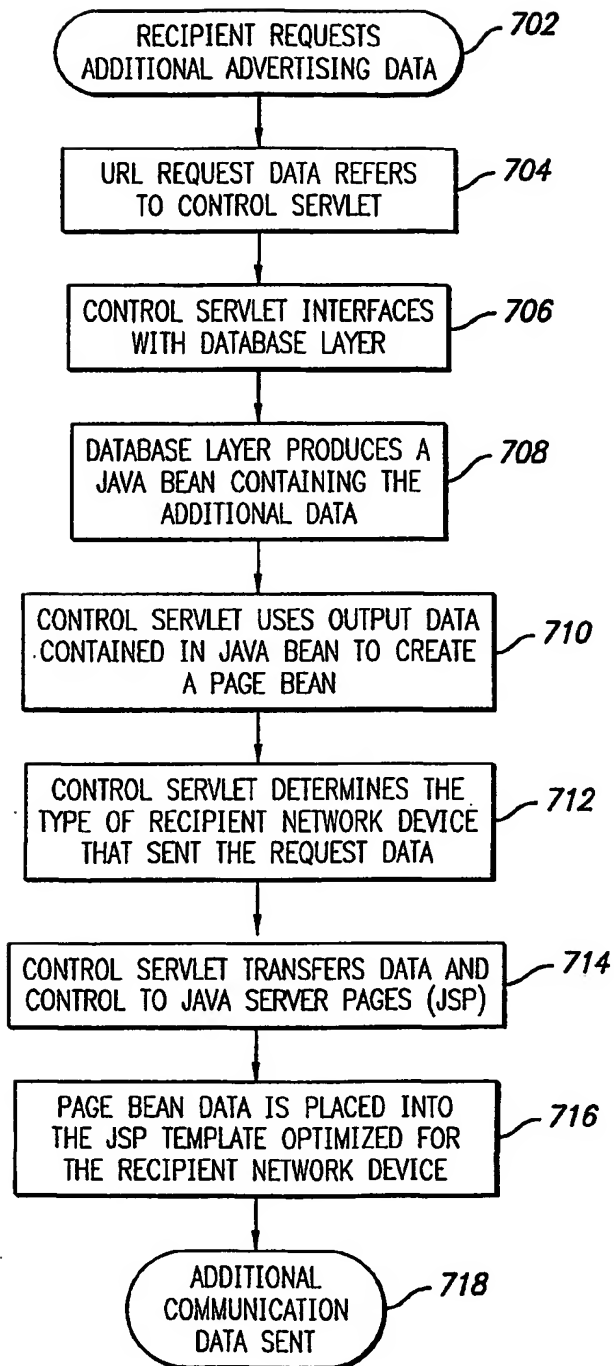 RECIPIENT REQUESTS
ADDITIONAL ADVERTISING DATA
702
URL REQUEST DATA REFERS
TO CONTROL SERVLET
704
CONTROL SERVLET INTERFACES
WITH DATABASE LAYER
706
DATABASE LAYER PRODUCES A
JAVA BEAN CONTAINING THE
ADDITIONAL DATA
708
CONTROL SERVLET USES OUTPUT DATA
CONTAINED IN JAVA BEAN TO CREATE
A PAGE BEAN
710
CONTROL SERVLET DETERMINES THE
TYPE OF RECIPIENT NETWORK DEVICE
THAT SENT THE REQUEST DATA
712
CONTROL SERVLET TRANSFERS DATA AND
CONTROL TO JAVA SERVER PAGES (JSP)
714
PAGE BEAN DATA IS PLACED INTO
THE JSP TEMPLATE OPTIMIZED FOR
THE RECIPIENT NETWORK DEVICE
716
ADDITIONAL
COMMUNICATION
DATA SENT
718